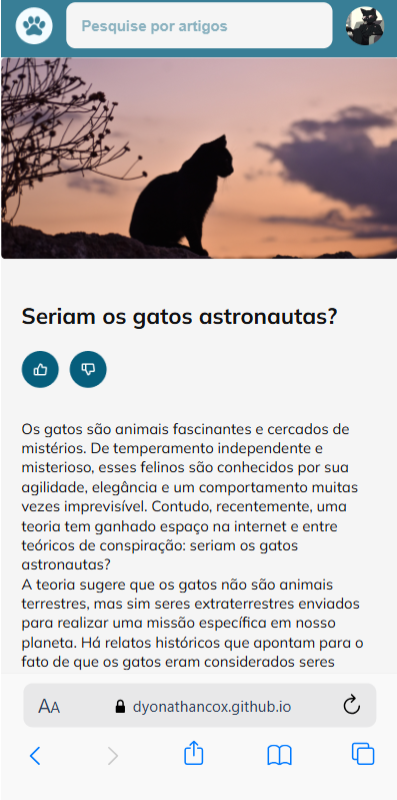 Pesquise por artigos
Seriam os gatos astronautas?
Os gatos são animais fascinantes e cercados de
mistérios. De temperamento independente e
misterioso, esses felinos são conhecidos por sua
agilidade, elegância e um comportamento muitas
vezes imprevisível. Contudo, recentemente, uma
teoria tem ganhado espaço na internet e entre
teóricos de conspiração: seriam os gatos
astronautas?
A teoria sugere que os gatos não são animais
terrestres, mas sim seres extraterrestres enviados
para realizar uma missão específica em nosso
planeta. Há relatos históricos que apontam para o
fato de que os gatos eram considerados seres
AA dyonathancox.github.io